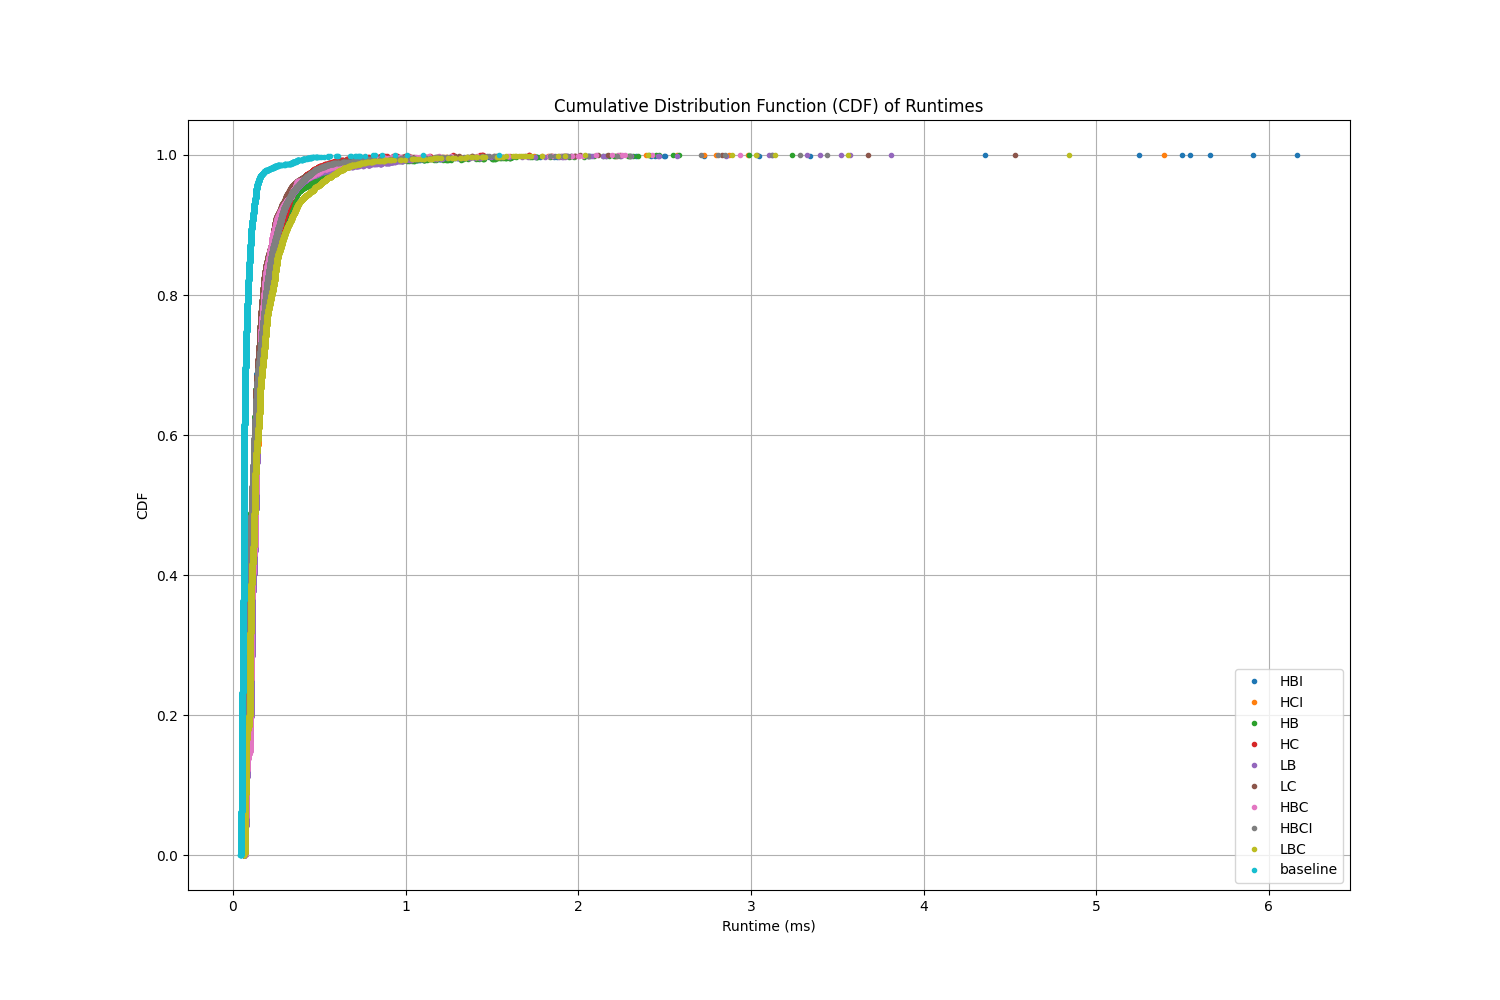 Cumulative Distribution Function (CDF) of Runtimes
1.0
0.8
0.6
0.4
0.2
0.0
CDF
0 1 2 3 4 5 6
Runtime (ms)
HBI
HCI
HB
HC
LB
LC
HBC
HBCI
LBC
baseline